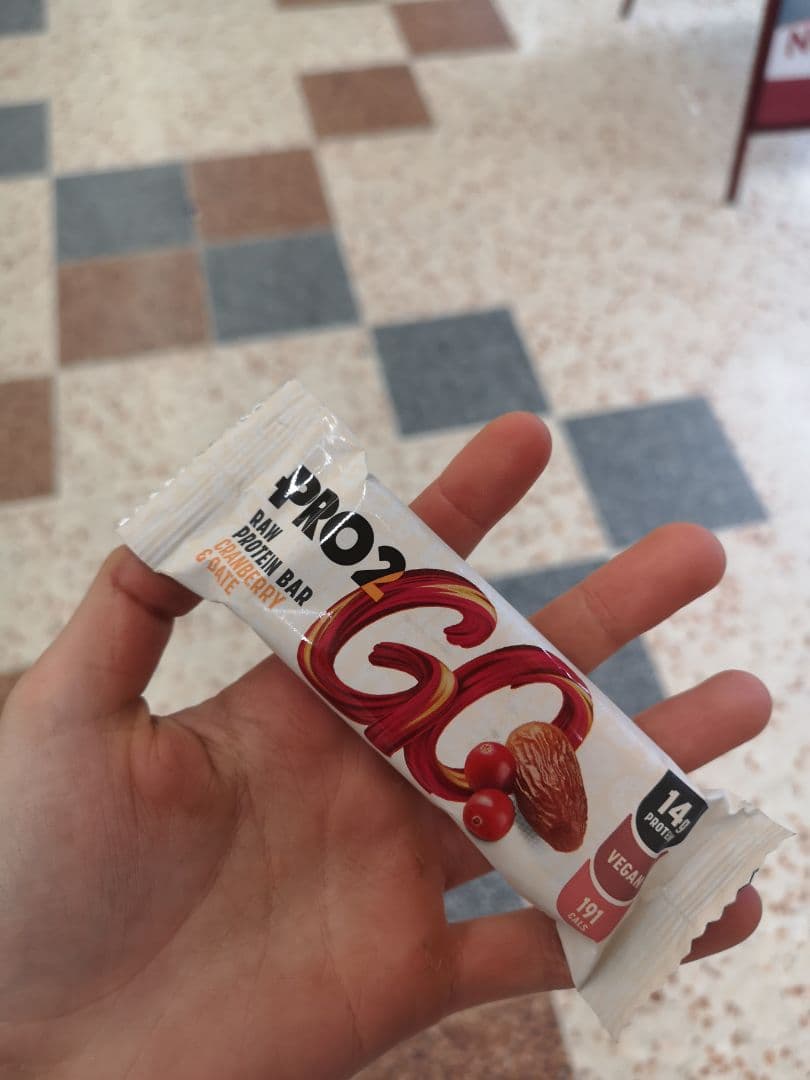 PRO2
GO
RAW
PROTEIN BAR
CRANBERRY
& DATE
14g
PROTEIN
VEGAN
191
CALS